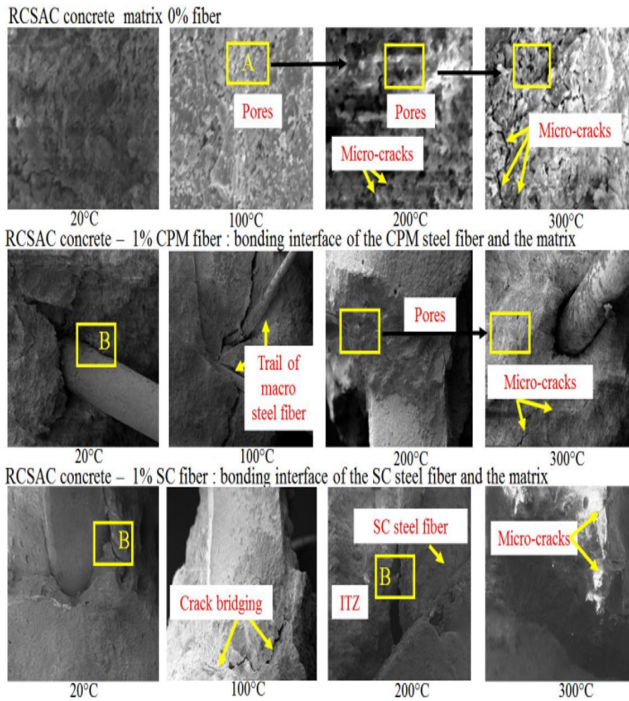 RCSAC concrete matrix 0% fiber
A
Pores
Pores
Micro-cracks
Micro-cracks
20°C
100°C
200°C
300°C
RCSAC concrete – 1% CPM fiber : bonding interface of the CPM steel fiber and the matrix
B
Trail of
macro
steel fiber
Pores
Micro-cracks
20°C
100°C
200°C
300°C
RCSAC concrete – 1% SC fiber : bonding interface of the SC steel fiber and the matrix
B
Crack bridging
SC steel fiber
B
ITZ
Micro-cracks
20°C
100°C
200°C
300°C